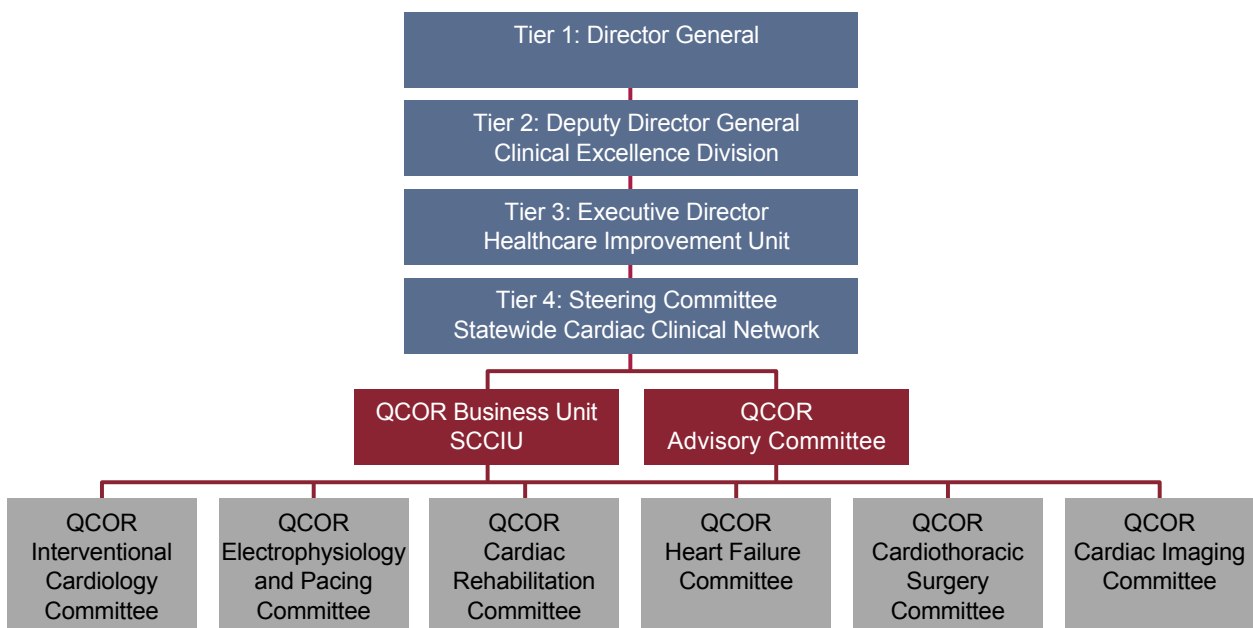 Tier 1: Director General
Tier 2: Deputy Director General
Clinical Excellence Division
Tier 3: Executive Director
Healthcare Improvement Unit
Tier 4: Steering Committee
Statewide Cardiac Clinical Network
QCOR Business Unit
SCCIU
QCOR
Advisory Committee
QCOR
Interventional
Cardiology
Committee
QCOR
Electrophysiology
and Pacing
Committee
QCOR
Cardiac
Rehabilitation
Committee
QCOR
Heart Failure
Committee
QCOR
Cardiothoracic
Surgery
Committee
QCOR
Cardiac Imaging
Committee